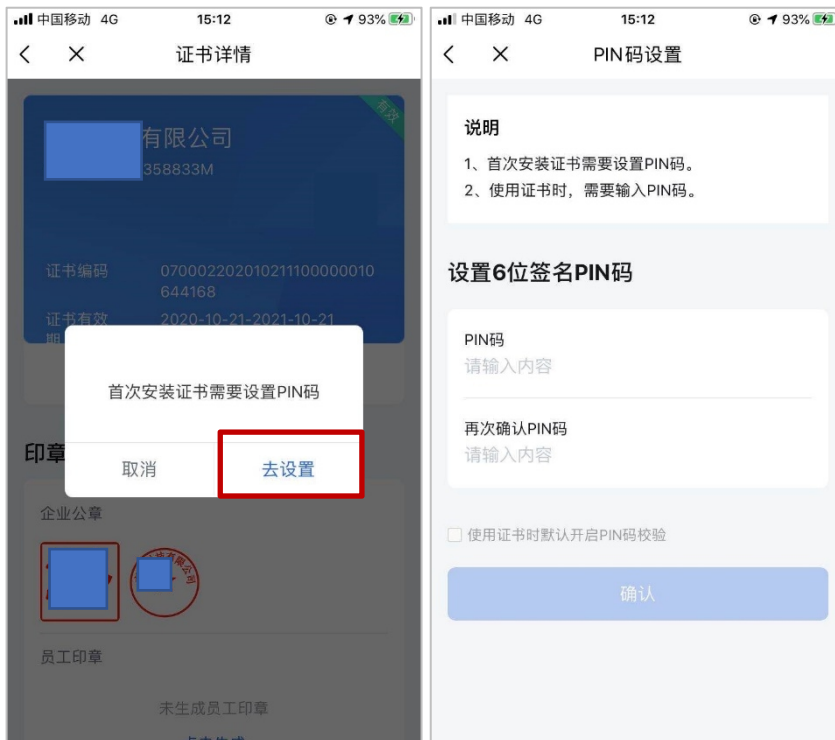 中国移动 4G 15:12 93%
证书详情
有效
有限公司
358833M
证书编码 070002202010211100000010
644168
证书有效 2020-10-21-2021-10-21
期
首次安装证书需要设置PIN码
取消 去设置
印章
企业公章
有限公司
员工印章
未生成员工印章
中国移动 4G 15:12 93%
PIN码设置
说明
1、首次安装证书需要设置PIN码。
2、使用证书时，需要输入PIN码。
设置6位签名PIN码
PIN码
请输入内容
再次确认PIN码
请输入内容
使用证书时默认开启PIN码校验
确认